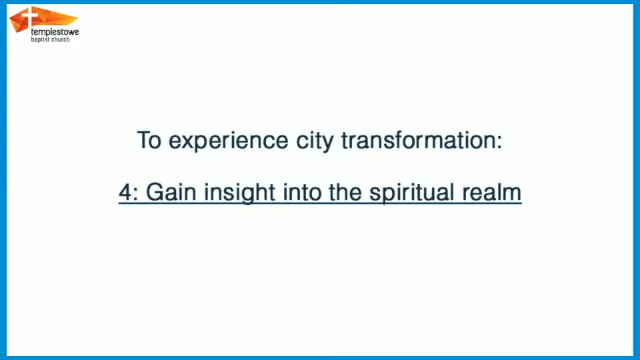 templestowe
baptist church
To experience city transformation:
4: Gain insight into the spiritual realm